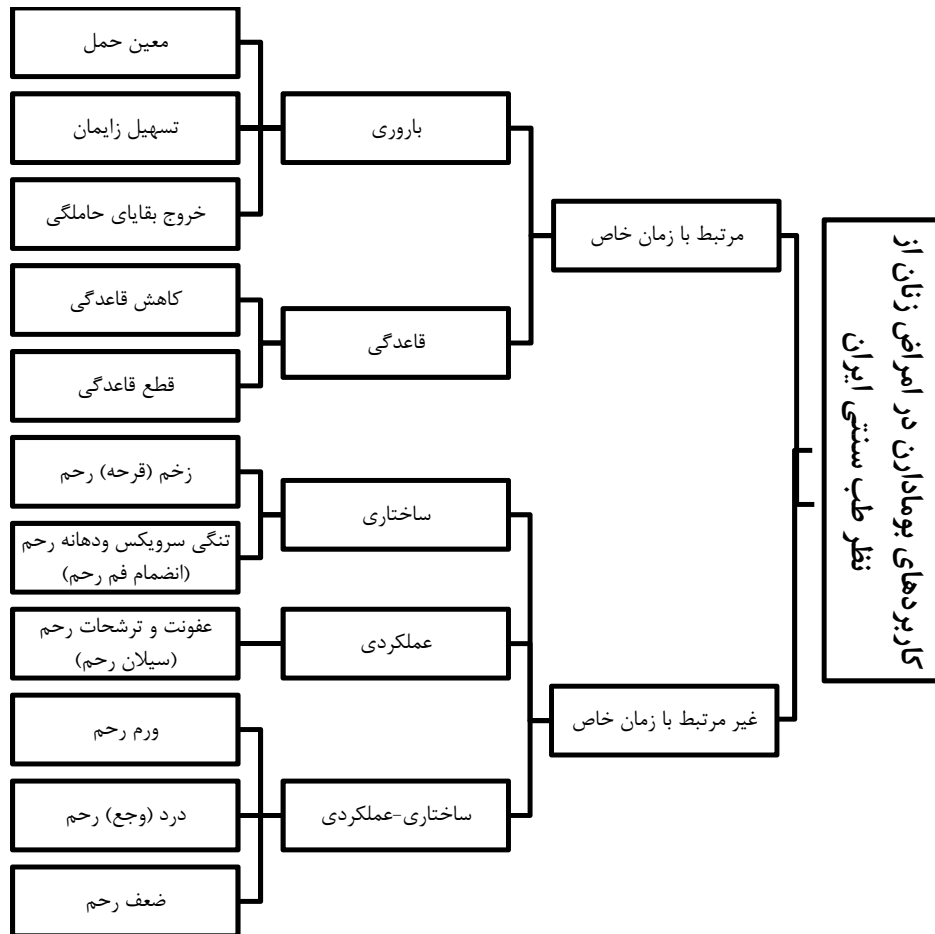 کاربردهای بومادارن در امراض زنان از
نظر طب سنتی ایران
مرتبط با زمان خاص
باروری
معین حمل
تسهیل زایمان
خروج بقایای حاملگی
قاعدگی
کاهش قاعدگی
قطع قاعدگی
غیر مرتبط با زمان خاص
ساختاری
زخم (قرحه) رحم
تنگی سرویکس ودهانه رحم
(انضمام فم رحم)
عملکردی
عفونت و ترشحات رحم
(سیلان رحم)
ساختاری-عملکردی
ورم رحم
درد (وجع) رحم
ضعف رحم